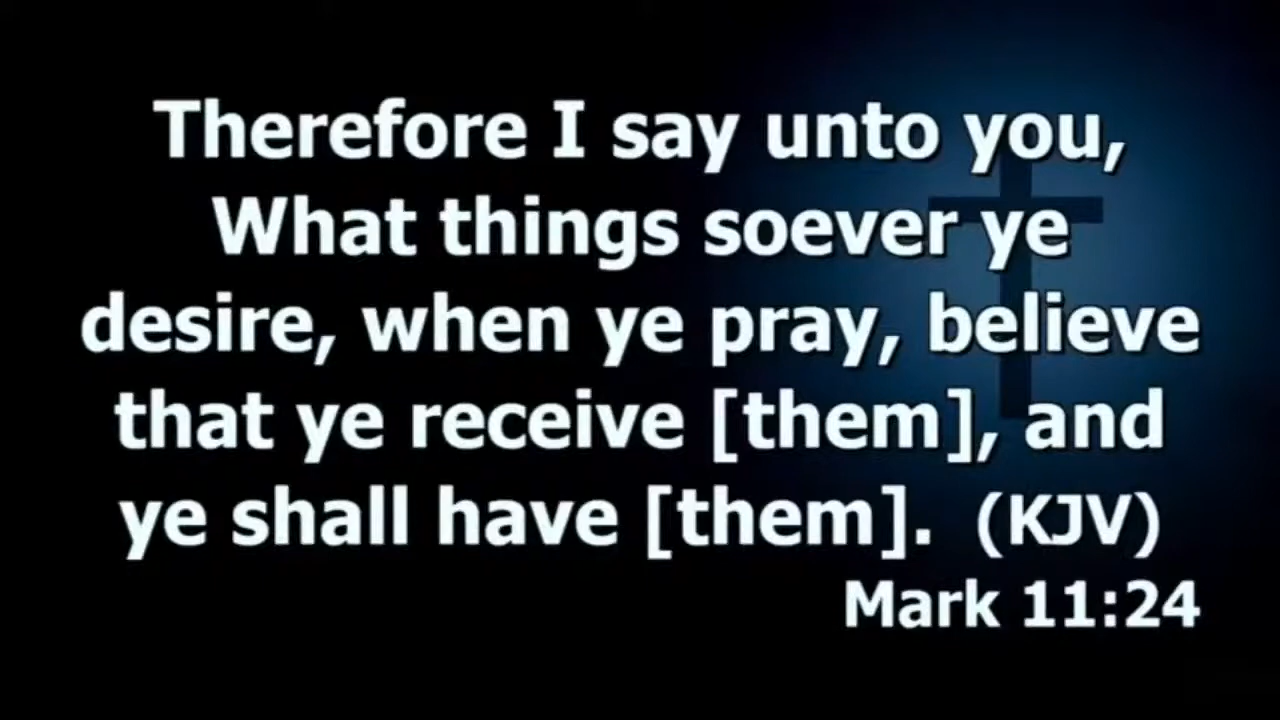 Therefore I say unto you,
What things soever ye
desire, when ye pray, believe
that ye receive [them], and
ye shall have [them].  (KJV)
Mark 11:24